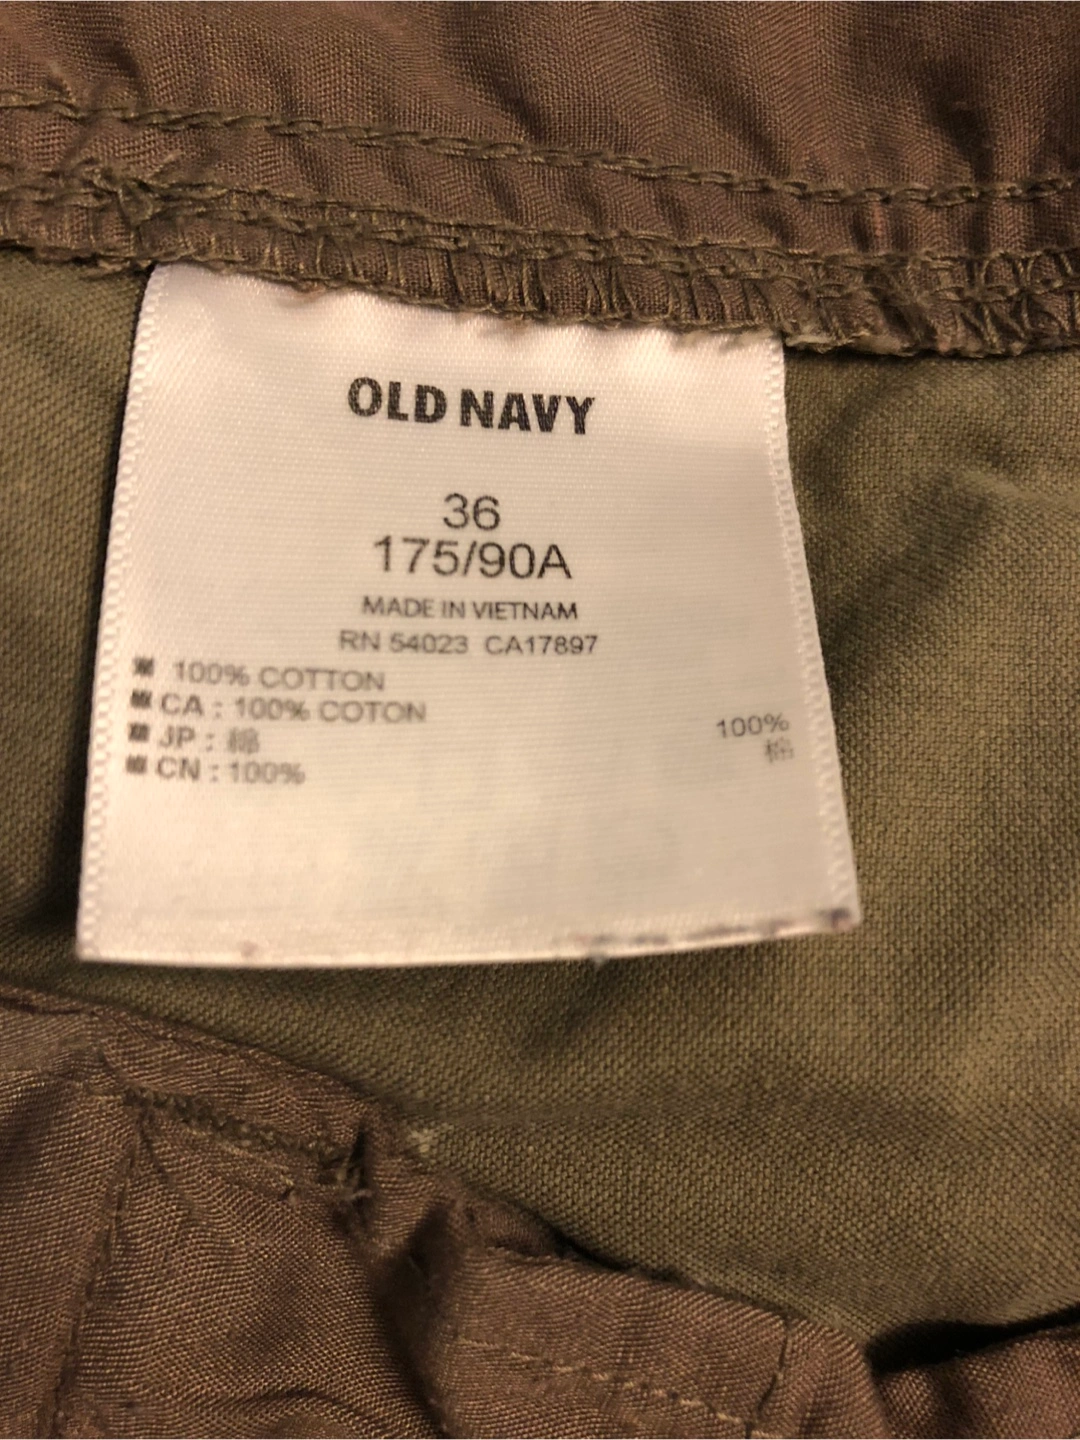 OLD NAVY
36
175/90A
MADE IN VIETNAM
RN 54023 CA17897
100% COTTON
CA : 100% COTON
JP : 綿 100%
CN : 100% 棉